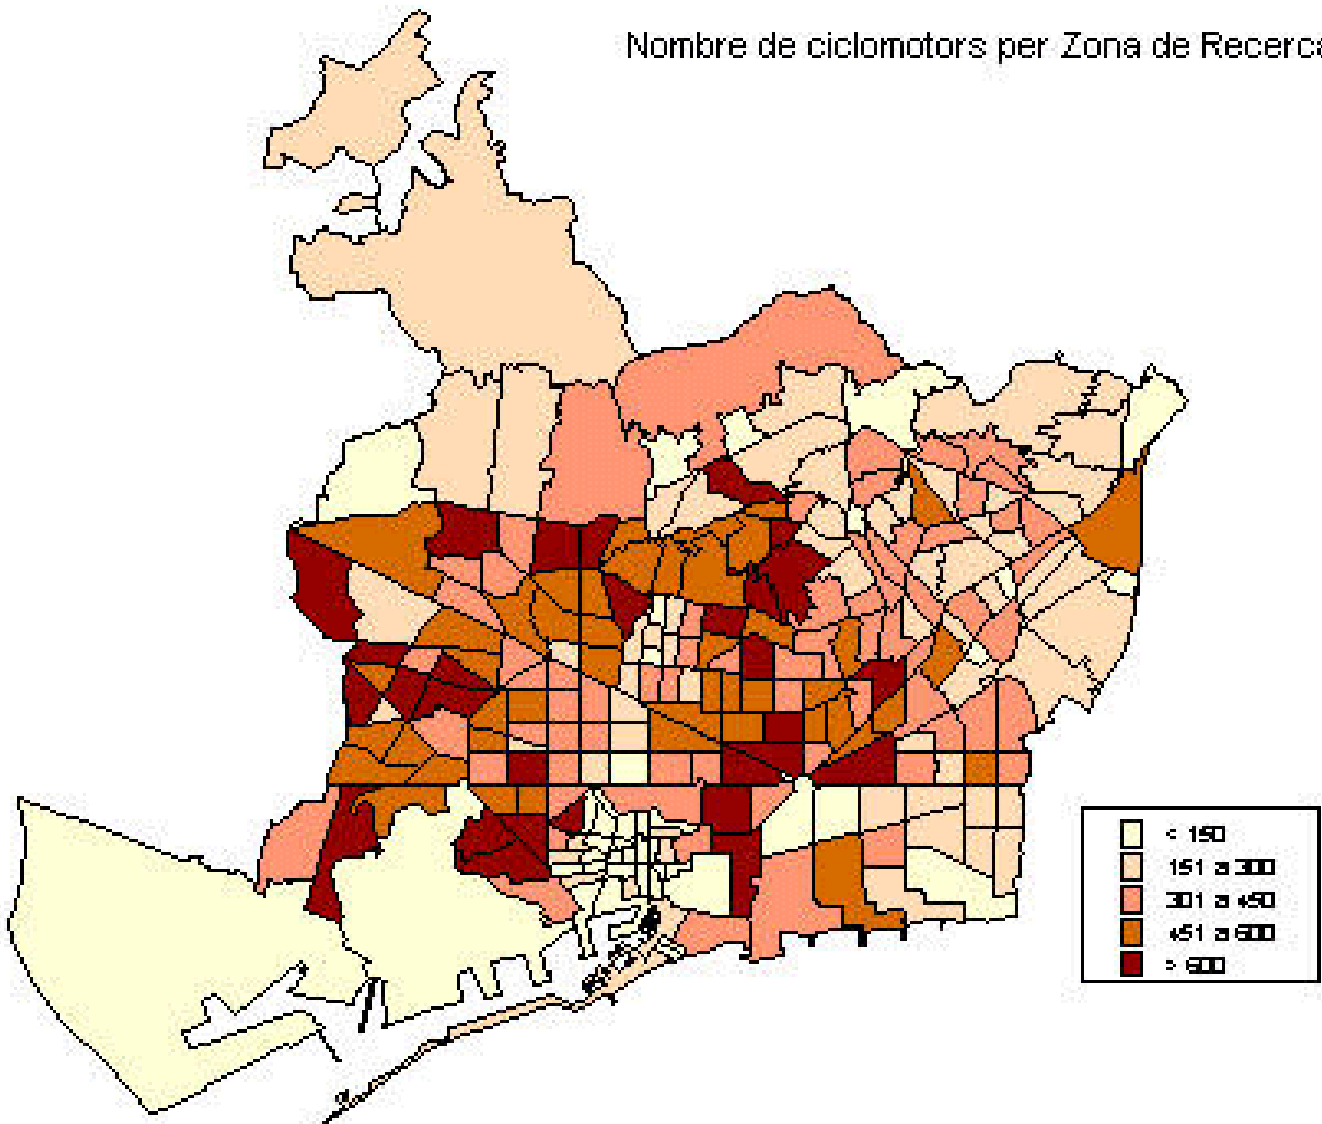 Nombre de ciclomotors per Zona de Recerca
< 150
151 a 300
301 a 450
451 a 600
> 600